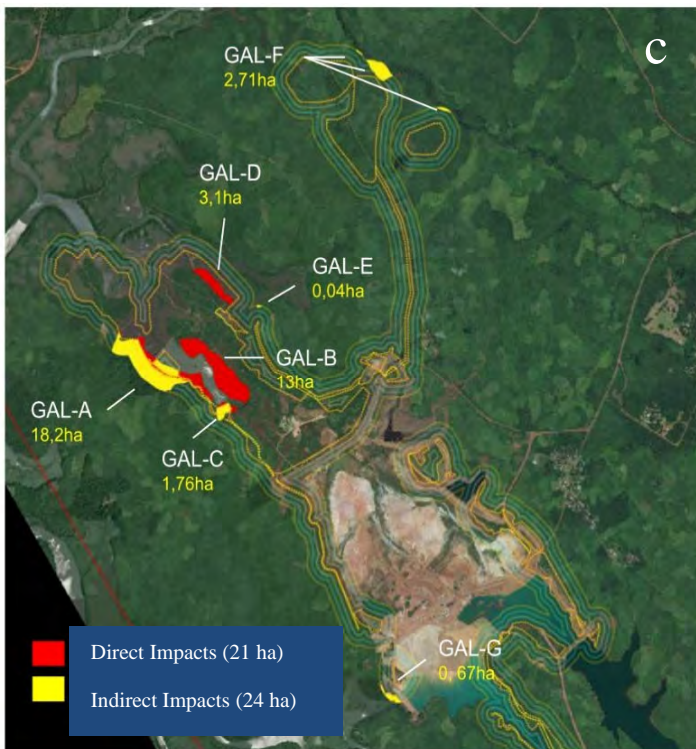 c
GAL-F
2,71ha
GAL-D
3,1ha
GAL-E
0,04ha
GAL-B
13ha
GAL-A
18,2ha
GAL-C
1,76ha
GAL-G
0, 67ha
Direct Impacts (21 ha)
Indirect Impacts (24 ha)